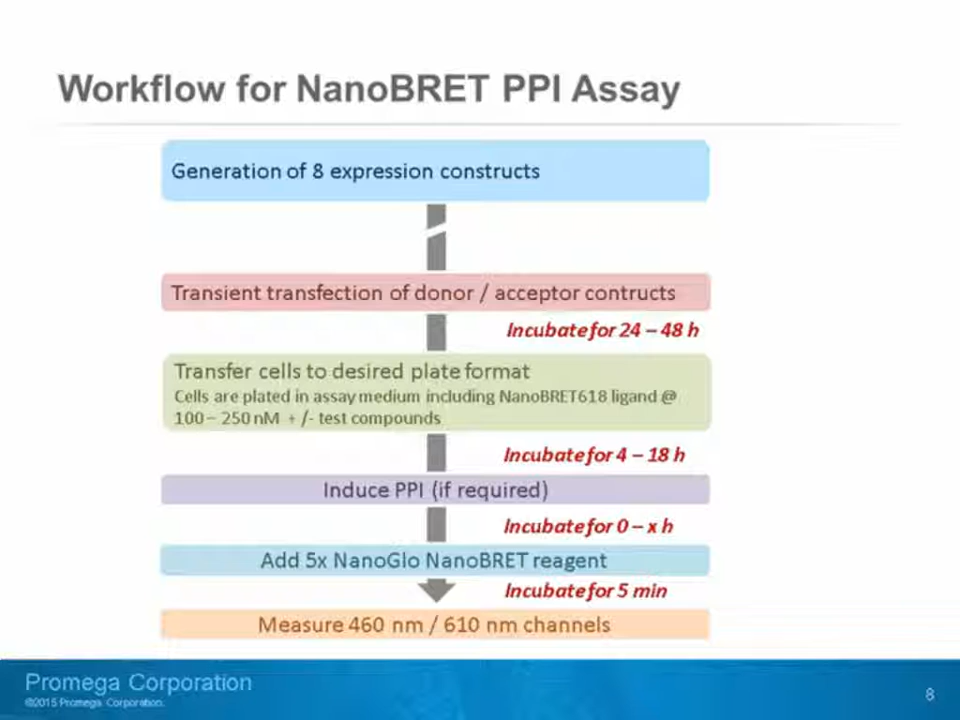 Workflow for NanoBRET PPI Assay
Generation of 8 expression constructs
Transient transfection of donor / acceptor contructs
Incubate for 24 – 48 h
Transfer cells to desired plate format
Cells are plated in assay medium including NanoBRET618 ligand @
100 – 250 nM + /- test compounds
Incubate for 4 – 18 h
Induce PPI (if required)
Incubate for 0 – x h
Add 5x NanoGlo NanoBRET reagent
Incubate for 5 min
Measure 460 nm / 610 nm channels
Promega Corporation
©2015 Promega Corporation.
8